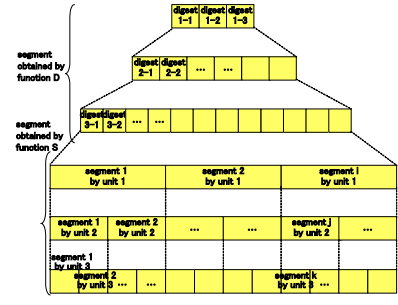 digest digest digest
1-1 1-2 1-3
segment
obtained by
function D
digest digest
2-1 2-2 ... ...
segment
obtained by
function S
digest digest
3-1 3-2 ... ...
segment 1 segment 2 segment i
by unit 1 by unit 1 by unit 1
segment 1 segment 2 ... segment j ...
by unit 2 by unit 2 by unit 2
segment 1
by unit 3
segment 2 segment k
by unit 3 ... ... by unit 3 ...